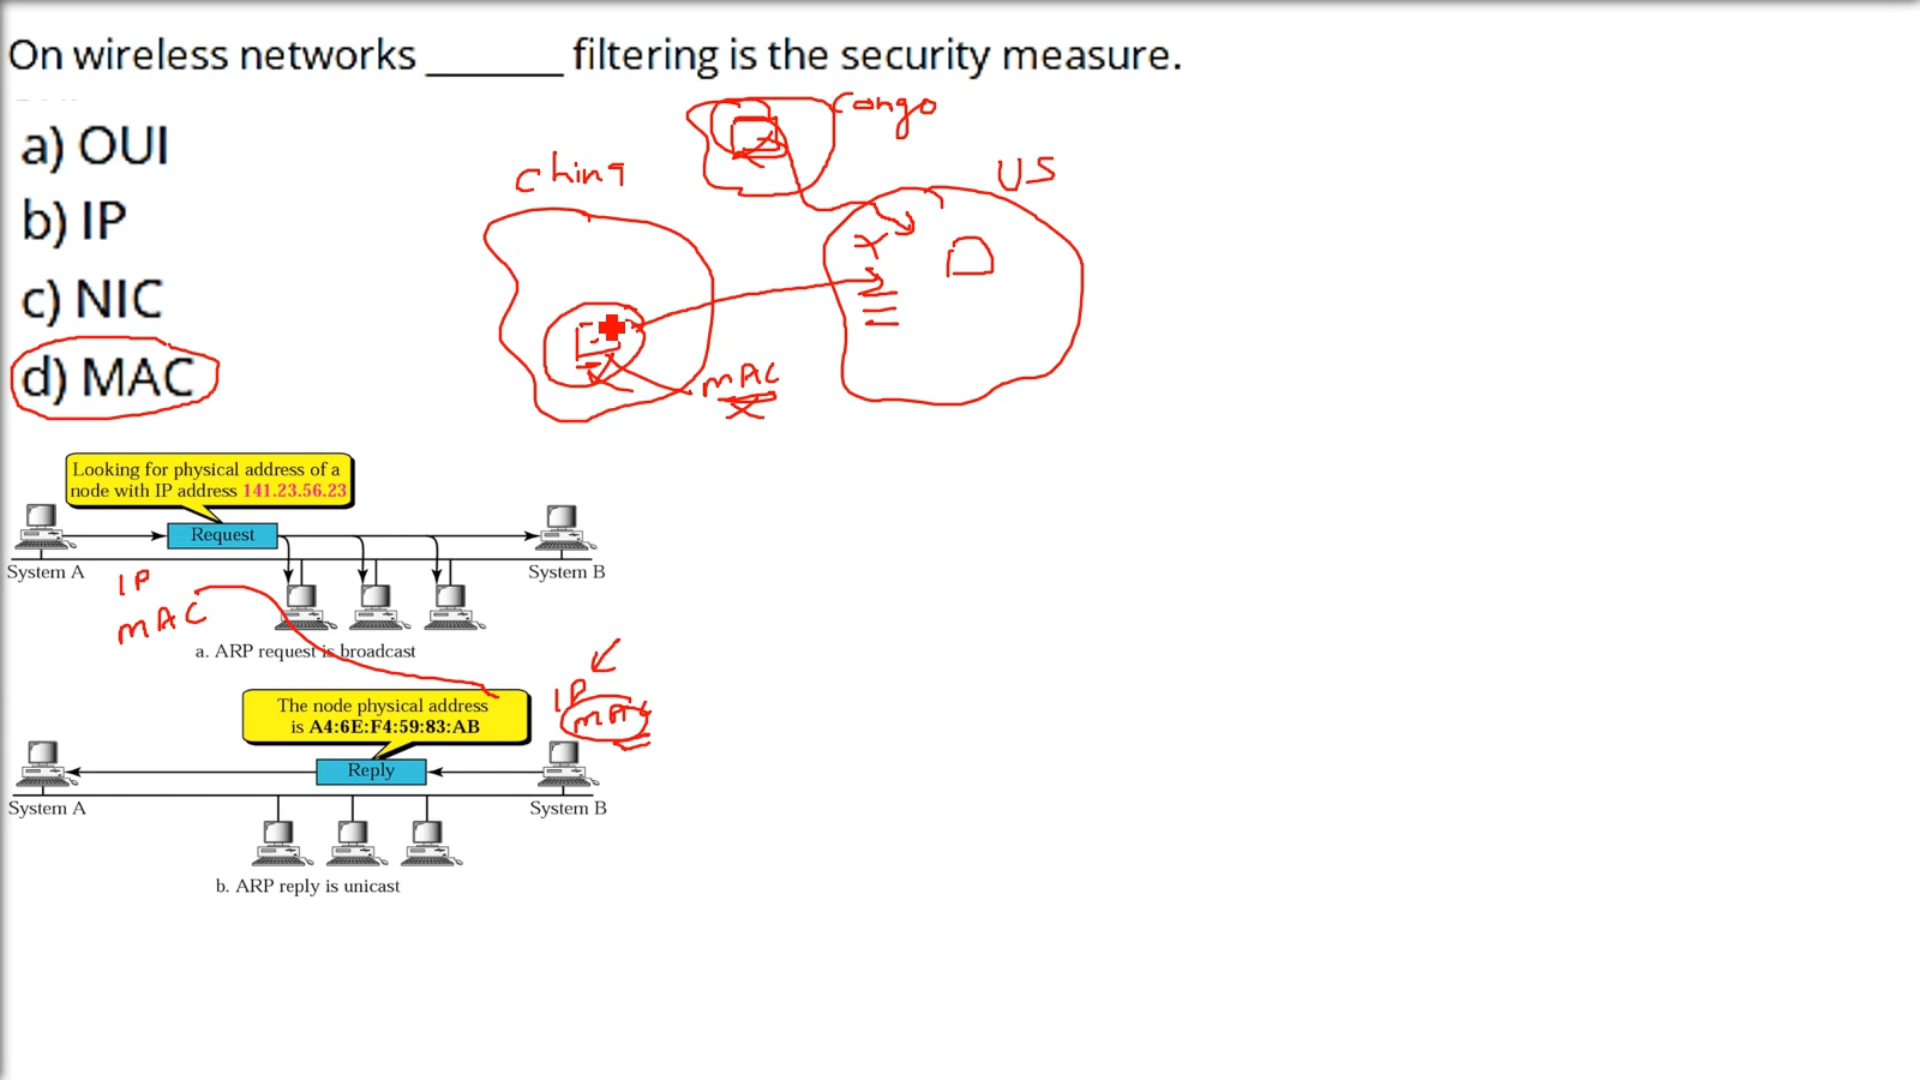 On wireless networks _______ filtering is the security measure.
a) OUI
b) IP
c) NIC
d) MAC
Congo
China
US
MAC
Looking for physical address of a
node with IP address 141.23.56.23
Request
System A
System B
IP
MAC
a. ARP request is broadcast
IP
MAC
The node physical address
is A4:6E:F4:59:83:AB
Reply
System A
System B
b. ARP reply is unicast